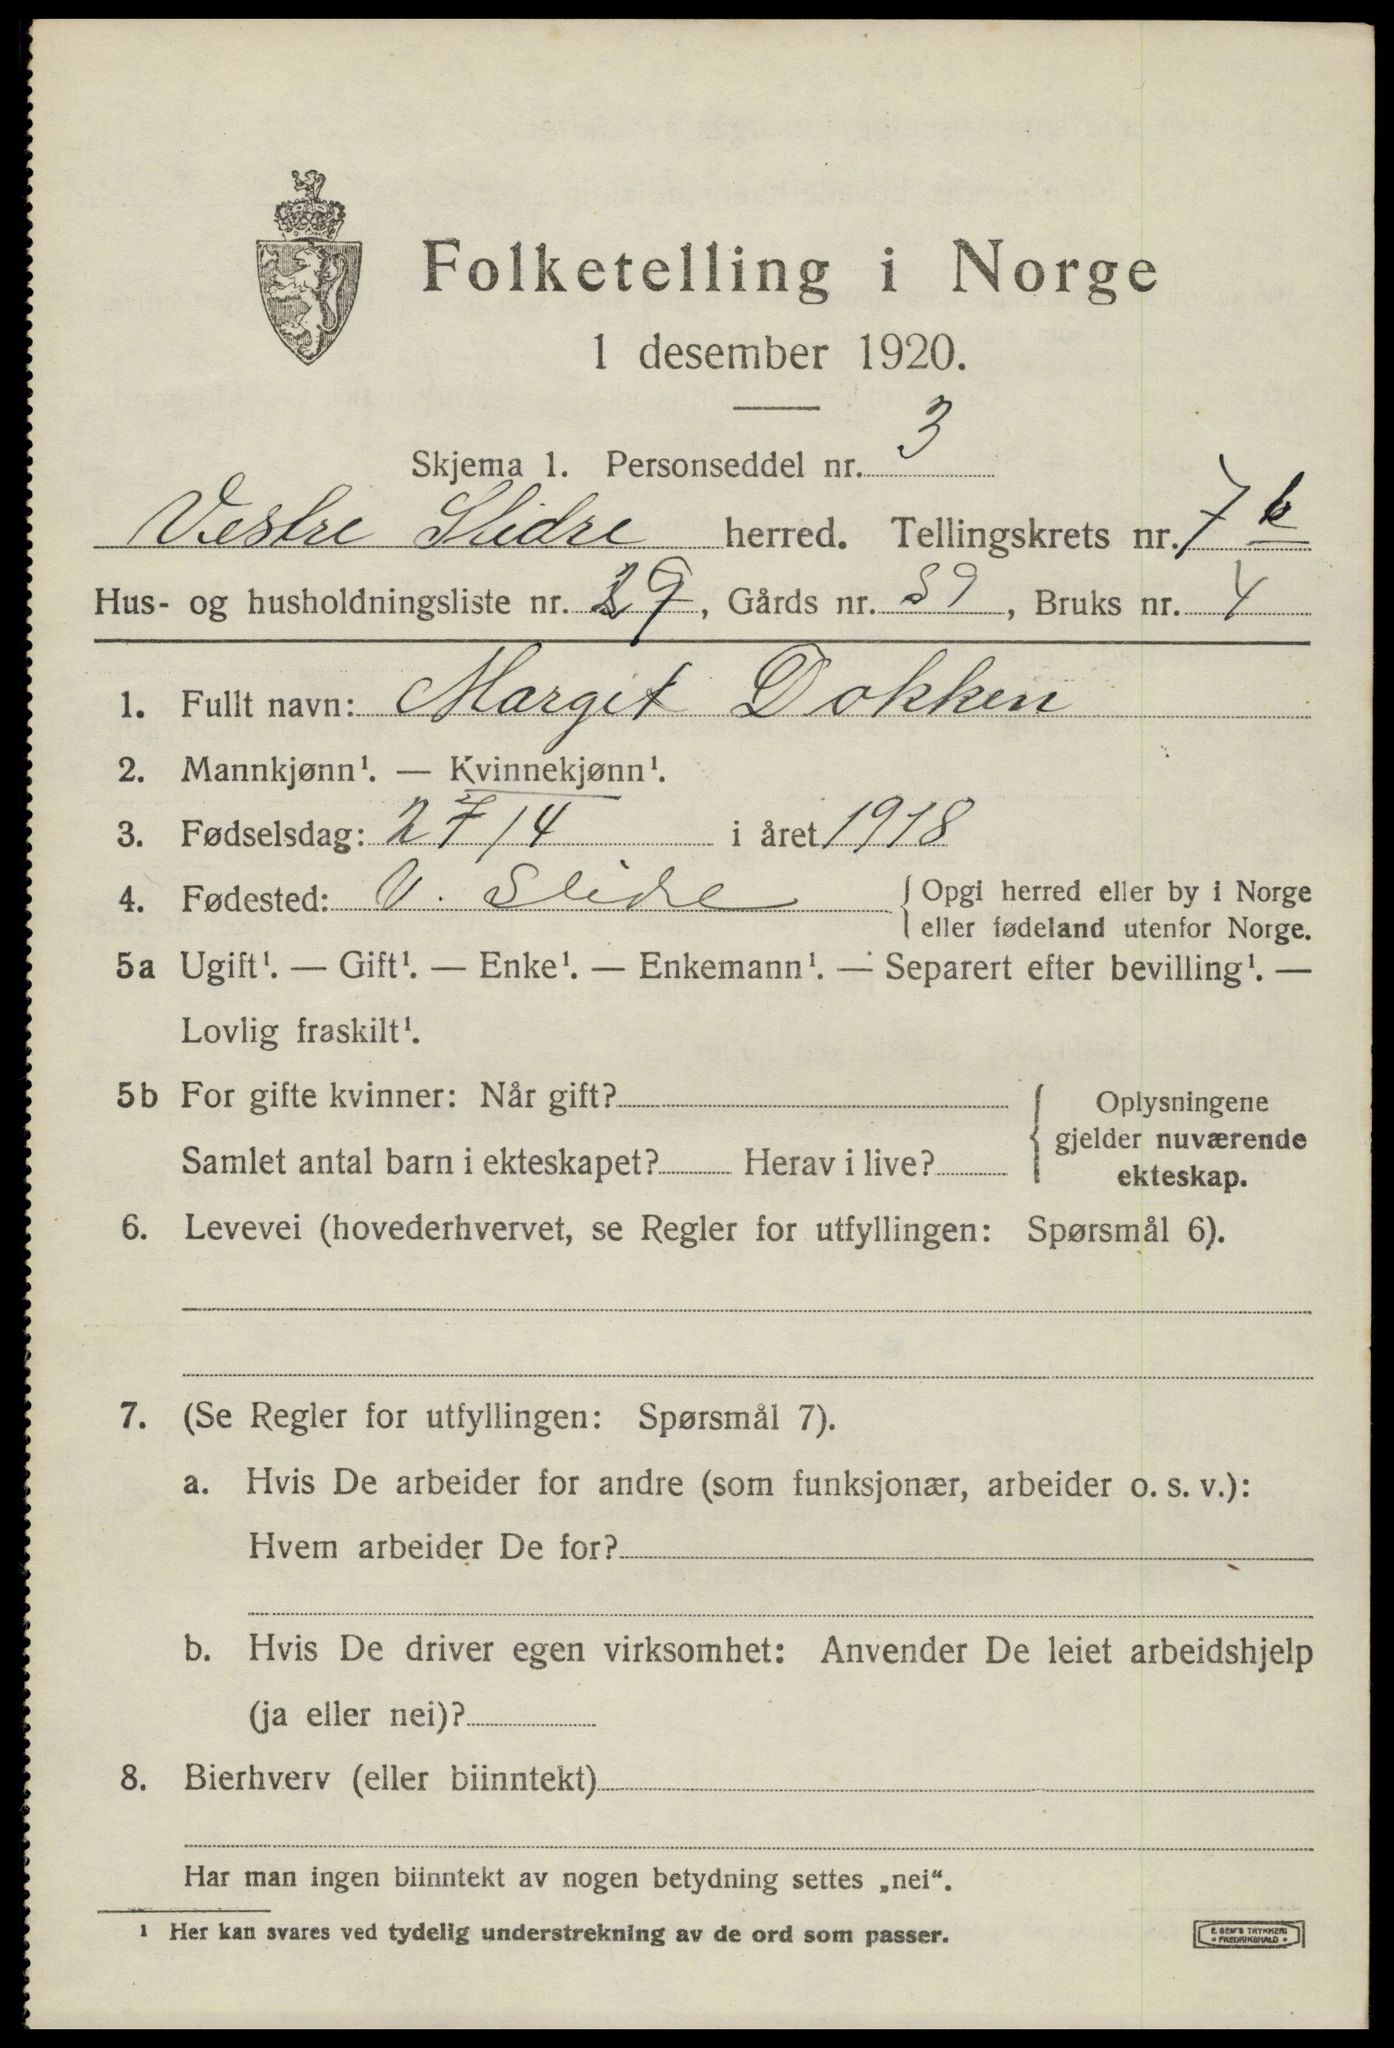 Folketelling i Norge
1 desember 1920.
Skjema 1. Personseddel nr. 3
Vestre Slidre herred. Tellingskrets nr. 7 b
Hus- og husholdningsliste nr. 29, Gårds nr. 59, Bruks nr. 4
1. Fullt navn: Margit Dokken
2. Mannkjønn¹. — Kvinnekjønn¹.
3. Fødselsdag: 27/4 i året 1918
4. Fødested: V. Slidre { Opgi herred eller by i Norge
eller fødeland utenfor Norge.
5a Ugift¹. — Gift¹. — Enke¹. — Enkemann¹. — Separert efter bevilling¹. —
Lovlig fraskilt¹.
5b For gifte kvinner: Når gift?
Samlet antal barn i ekteskapet? Herav i live?
Oplysningene
gjelder nuværende
ekteskap.
6. Levevei (hovederhvervet, se Regler for utfyllingen: Spørsmål 6).
7. (Se Regler for utfyllingen: Spørsmål 7).
a. Hvis De arbeider for andre (som funksjonær, arbeider o. s. v.):
Hvem arbeider De for?
b. Hvis De driver egen virksomhet: Anvender De leiet arbeidshjelp
(ja eller nei)?
8. Bierhverv (eller biinntekt)
Har man ingen biinntekt av nogen betydning settes „nei“.
1 Her kan svares ved tydelig understrekning av de ord som passer.
E. SEM'S TRYKKERI
FREDRIKSHALD